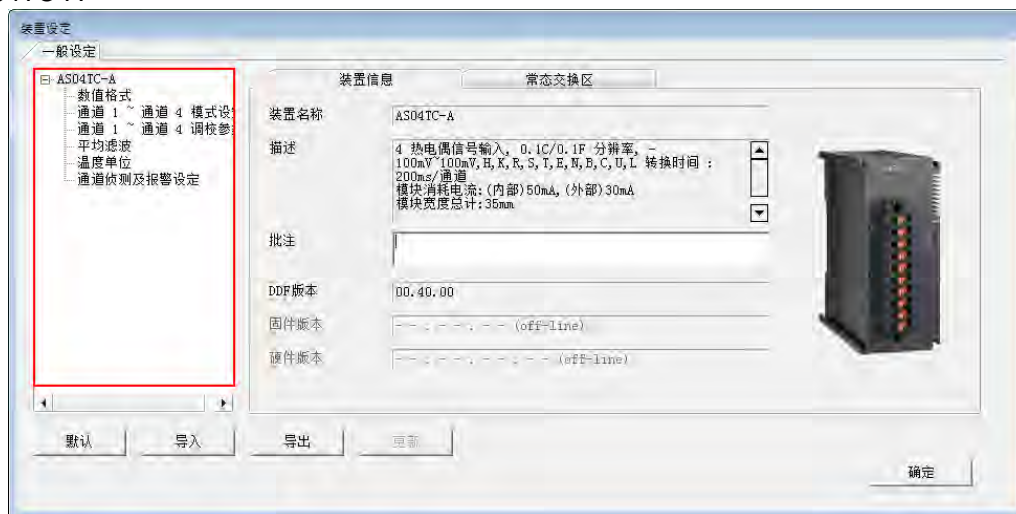 装置设定
一般设定
AS04TC-A
数值格式
通道 1 ~ 通道 4 模式设
通道 1 ~ 通道 4 调校参
平均滤波
温度单位
通道侦测及报警设定
装置信息
常态交换区
装置名称
AS04TC-A
描述
4 热电偶信号输入, 0.1C/0.1F 分辨率, -
100mV~100mV,H,K,R,S,T,E,N,B,C,U,L 转换时间 :
200ms/通道
模块消耗电流:(内部)50mA,(外部)30mA
模块宽度总计:35mm
批注
DDF版本
00.40.00
固件版本
-- . -- . -- (off-line)
硬件版本
-- . -- . -- . -- (off-line)
默认
导入
导出
更新
确定